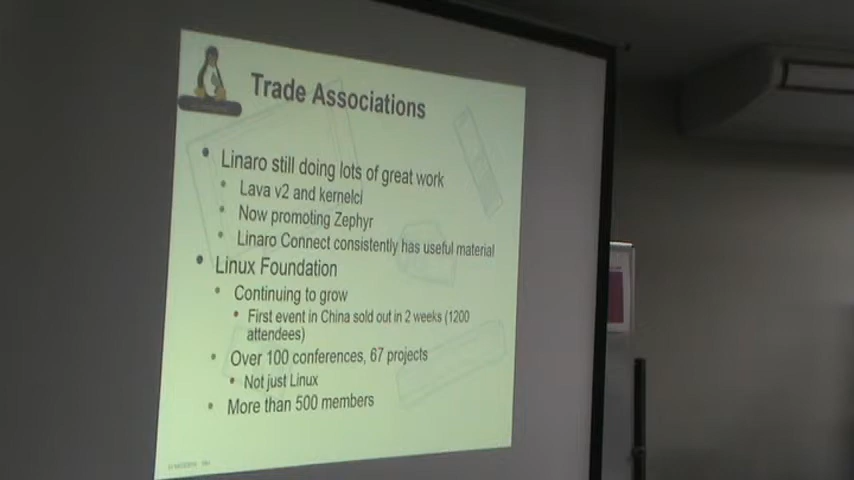 Trade Associations
• Linaro still doing lots of great work
• Lava v2 and kernelci
• Now promoting Zephyr
• Linaro Connect consistently has useful material
• Linux Foundation
• Continuing to grow
• First event in China sold out in 2 weeks (1200
attendees)
• Over 100 conferences, 67 projects
• Not just Linux
• More than 500 members